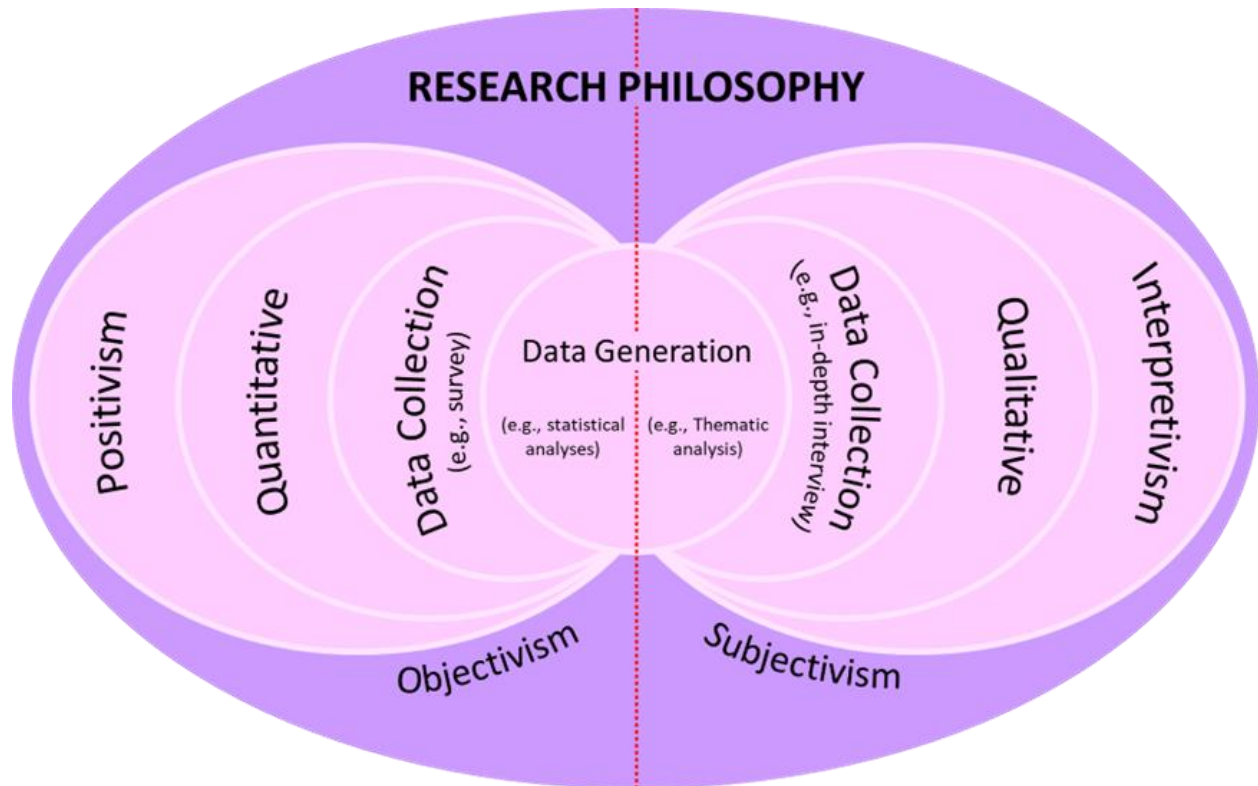 RESEARCH PHILOSOPHY
Positivism
Quantitative
Data Collection
(e.g., survey)
Data Generation
(e.g., statistical
analyses)
(e.g., Thematic
analysis)
Data Collection
(e.g., in-depth interview)
Qualitative
Interpretivism
Objectivism
Subjectivism